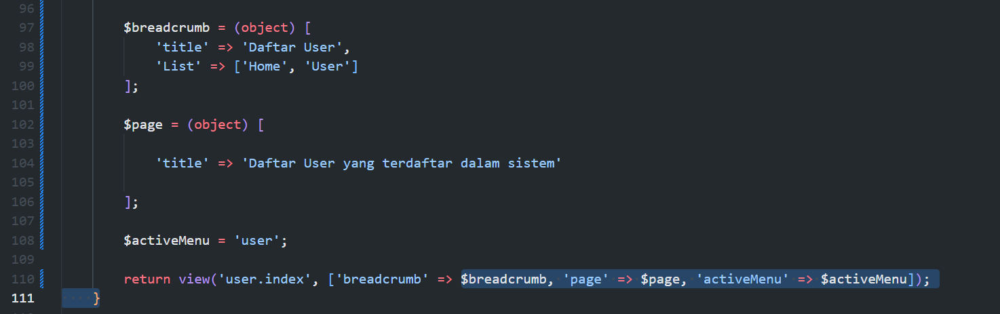 96
97 $breadcrumb = (object) [
98 'title' => 'Daftar User',
99 'List' => ['Home', 'User']
100 ];
101
102 $page = (object) [
103
104 'title' => 'Daftar User yang terdaftar dalam sistem'
105
106 ];
107
108 $activeMenu = 'user';
109
110 return view('user.index', ['breadcrumb' => $breadcrumb, 'page' => $page, 'activeMenu' => $activeMenu]);
111 }